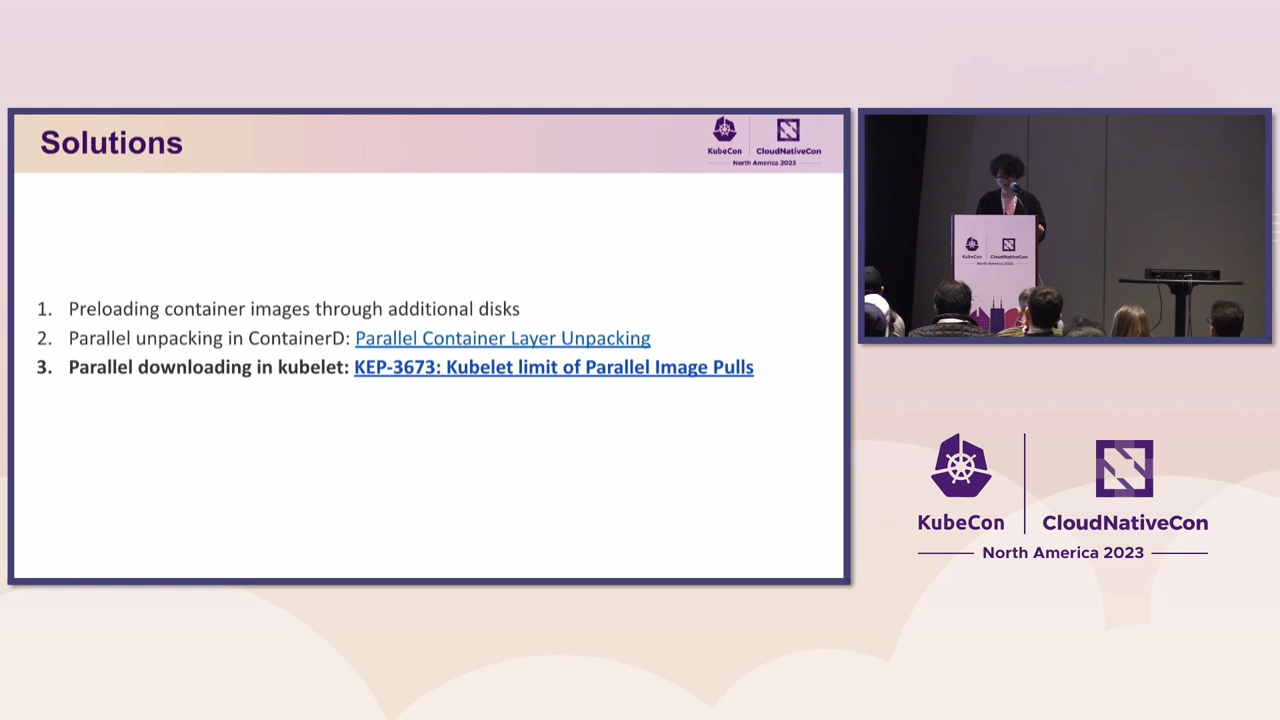 Solutions
KubeCon
CloudNativeCon
North America 2023
1. Preloading container images through additional disks
2. Parallel unpacking in ContainerD: Parallel Container Layer Unpacking
3. Parallel downloading in kubelet: KEP-3673: Kubelet limit of Parallel Image Pulls
KubeCon
CloudNativeCon
North America 2023
KubeCon
CloudNativeCon
North America 2023